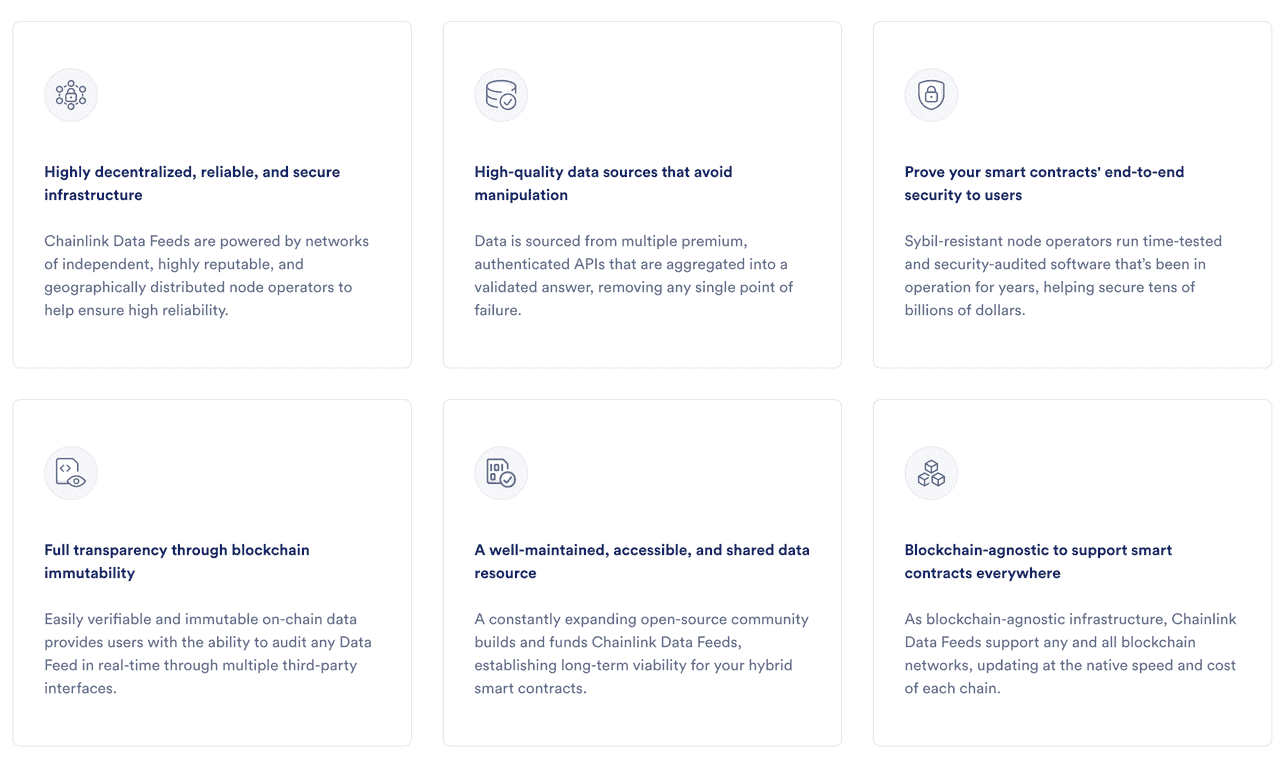 Highly decentralized, reliable, and secure
infrastructure
Chainlink Data Feeds are powered by networks
of independent, highly reputable, and
geographically distributed node operators to
help ensure high reliability.
High-quality data sources that avoid
manipulation
Data is sourced from multiple premium,
authenticated APIs that are aggregated into a
validated answer, removing any single point of
failure.
Prove your smart contracts' end-to-end
security to users
Sybil-resistant node operators run time-tested
and security-audited software that’s been in
operation for years, helping secure tens of
billions of dollars.
Full transparency through blockchain
immutability
Easily verifiable and immutable on-chain data
provides users with the ability to audit any Data
Feed in real-time through multiple third-party
interfaces.
A well-maintained, accessible, and shared data
resource
A constantly expanding open-source community
builds and funds Chainlink Data Feeds,
establishing long-term viability for your hybrid
smart contracts.
Blockchain-agnostic to support smart
contracts everywhere
As blockchain-agnostic infrastructure, Chainlink
Data Feeds support any and all blockchain
networks, updating at the native speed and cost
of each chain.